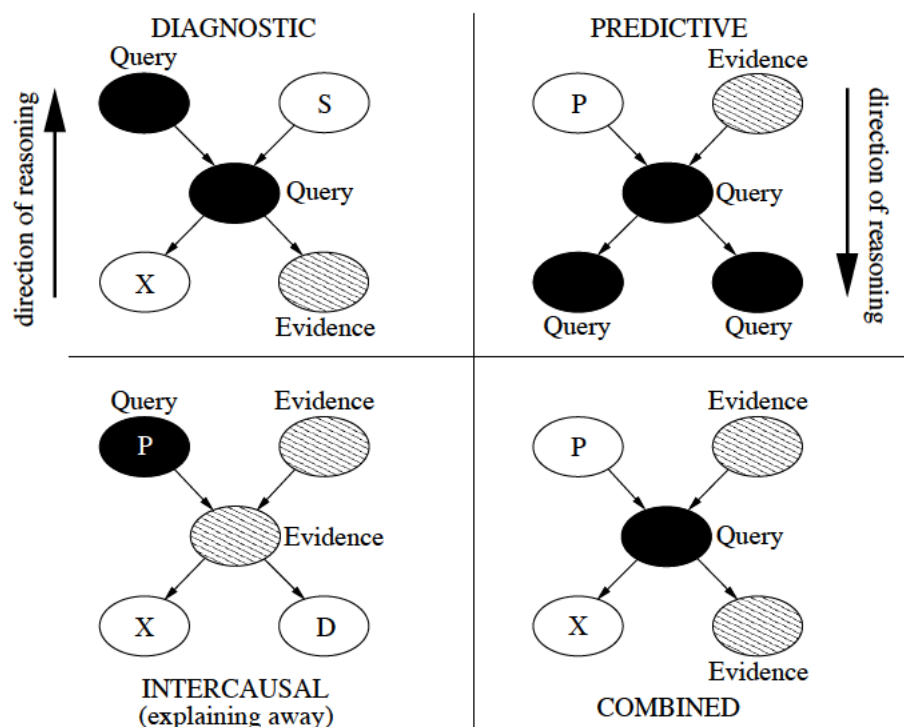 DIAGNOSTIC
Query
S
Query
X
Evidence
direction of reasoning
PREDICTIVE
Evidence
P
Query
Query
Query
direction of reasoning
Query
Evidence
P
Evidence
X
D
INTERCAUSAL
(explaining away)
Evidence
P
Query
X
Evidence
COMBINED